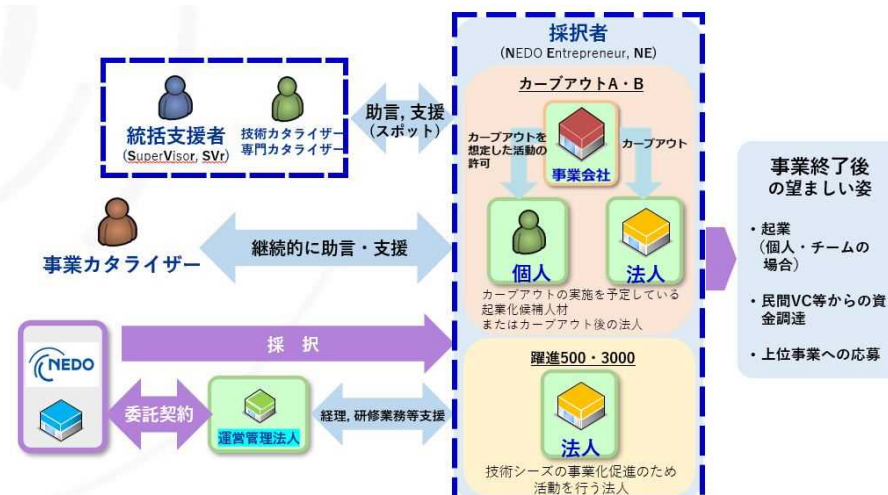 採択者
(NEDO Entrepreneur, NE)
カーブアウトA・B
カーブアウトを
想定した活動の
許可
カーブアウト
事業会社
個人
法人
カーブアウトの実施を予定している
起業化候補人材
またはカーブアウト後の法人
躍進500・3000
法人
技術シーズの事業化促進のため
活動を行う法人
統括支援者
(SuperVisor, SVr)
技術カタライザー
専門カタライザー
助言, 支援
(スポット)
事業カタライザー
継続的に助言・支援
NEDO
採 択
委託契約
運営管理法人
経理, 研修業務等支援
事業終了後
の望ましい姿
・起業
(個人・チームの
場合)
・民間VC等からの資
金調達
・上位事業への応募